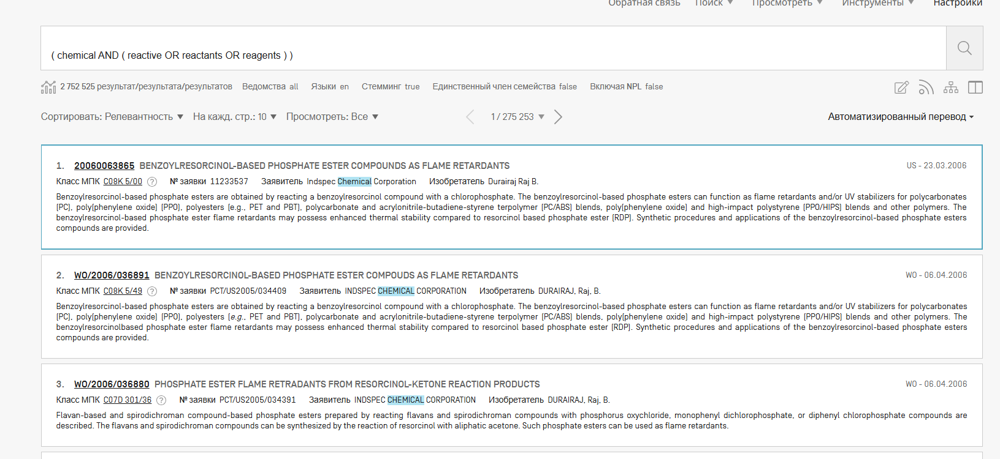 Обратная связь Поиск ▼ Просмотреть ▼ Инструменты ▼ Настройки
( chemical AND ( reactive OR reactants OR reagents ) )
2 752 525 результат/результата/результатов Ведомства all Языки en Стемминг true Единственный член семейства false Включая NPL false
Сортировать: Релевантность ▼ На кажд. стр.: 10 ▼ Просмотреть: Все ▼ 1 / 275 253 ▼ Автоматизированный перевод
1. 20060063865 BENZOYLRESORCINOL-BASED PHOSPHATE ESTER COMPOUNDS AS FLAME RETARDANTS US - 23.03.2006
Класс МПК C08K 5/00 ? № заявки 11233537 Заявитель Indspec Chemical Corporation Изобретатель Durairaj Raj B.
Benzoylresorcinol-based phosphate esters are obtained by reacting a benzoylresorcinol compound with a chlorophosphate. The benzoylresorcinol-based phosphate esters can function as flame retardants and/or UV stabilizers for polycarbonates
(PC), poly(phenylene oxide) (PPO), polyesters (e.g., PET and PBT), polycarbonate and acrylonitrile-butadiene-styrene terpolymer (PC/ABS) blends, poly(phenylene oxide) and high-impact polystyrene (PPO/HIPS) blends and other polymers. The
benzoylresorcinol-based phosphate ester flame retardants may possess enhanced thermal stability compared to resorcinol based phosphate ester (RDP). Synthetic procedures and applications of the benzoylresorcinol-based phosphate esters
compounds are provided.
2. WO/2006/036891 BENZOYLRESORCINOL-BASED PHOSPHATE ESTER COMPOUDS AS FLAME RETARDANTS WO - 06.04.2006
Класс МПК C08K 5/49 ? № заявки PCT/US2005/034409 Заявитель INDSPEC CHEMICAL CORPORATION Изобретатель DURAIRAJ, Raj, B.
Benzoylresorcinol-based phosphate esters are obtained by reacting a benzoylresorcinol compound with a chlorophosphate. The benzoylresorcinol-based phosphate esters can function as flame retardants and/or UV stabilizers for polycarbonates
(PC), poly(phenylene oxide) (PPO), polyesters (e.g., PET and PBT), polycarbonate and acrylonitrile-butadiene-styrene terpolymer (PC/ABS) blends, poly(phenylene oxide) and high-impact polystyrene (PPO/HIPS) blends and other polymers. The
benzoylresorcinolbased phosphate ester flame retardants may possess enhanced thermal stability compared to resorcinol based phosphate ester (RDP). Synthetic procedures and applications of the benzoylresorcinol-based phosphate esters
compounds are provided.
3. WO/2006/036880 PHOSPHATE ESTER FLAME RETRADANTS FROM RESORCINOL-KETONE REACTION PRODUCTS WO - 06.04.2006
Класс МПК C07D 301/36 ? № заявки PCT/US2005/034391 Заявитель INDSPEC CHEMICAL CORPORATION Изобретатель DURAIRAJ, Raj, B.
Flavan-based and spirodichroman compound-based phosphate esters prepared by reacting flavans and spirodichroman compounds with phosphorus oxychloride, monophenyl dichlorophosphate, or diphenyl chlorophosphate compounds are
described. The flavans and spirodichroman compounds can be synthesized by the reaction of resorcinol with aliphatic acetone. Such phosphate esters can be used as flame retardants.